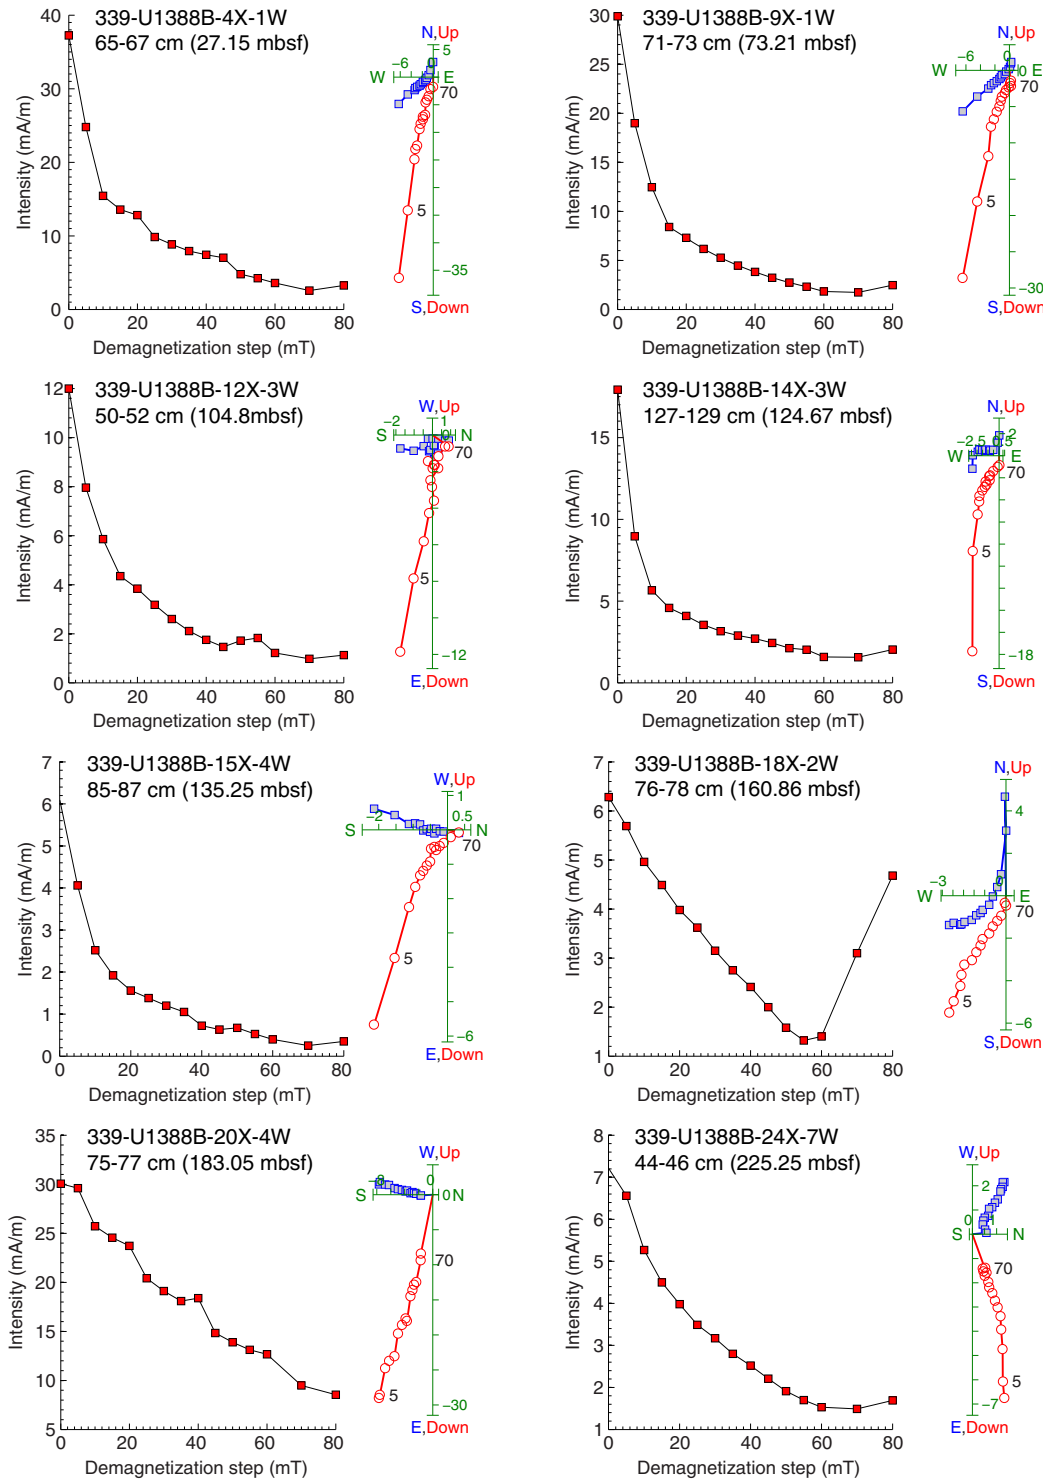 339-U1388B-4X-1W
65-67 cm (27.15 mbsf)
Intensity (mA/m)
40
30
20
10
0
0 20 40 60 80
Demagnetization step (mT)
N,Up
5
−6 0
W E
70
5
−35
S,Down
339-U1388B-9X-1W
71-73 cm (73.21 mbsf)
Intensity (mA/m)
30
25
20
15
10
5
0
0 20 40 60 80
Demagnetization step (mT)
N,Up
−6 0
W 0 E
70
5
−30
S,Down
339-U1388B-12X-3W
50-52 cm (104.8mbsf)
Intensity (mA/m)
12
10
8
6
4
2
0
0 20 40 60 80
Demagnetization step (mT)
W,Up
−2 1
S 0 N
70
5
−12
E,Down
339-U1388B-14X-3W
127-129 cm (124.67 mbsf)
Intensity (mA/m)
15
10
5
0
0 20 40 60 80
Demagnetization step (mT)
N,Up
2
−2.5 0.5
W E
70
5
−18
S,Down
339-U1388B-15X-4W
85-87 cm (135.25 mbsf)
Intensity (mA/m)
7
6
5
4
3
2
1
0
0 20 40 60 80
Demagnetization step (mT)
W,Up
1
−2 0.5
S N
70
5
−6
E,Down
339-U1388B-18X-2W
76-78 cm (160.86 mbsf)
Intensity (mA/m)
7
6
5
4
3
2
1
0 20 40 60 80
Demagnetization step (mT)
N,Up
4
−3 0
W E
70
5
−6
S,Down
339-U1388B-20X-4W
75-77 cm (183.05 mbsf)
Intensity (mA/m)
35
30
25
20
15
10
5
0 20 40 60 80
Demagnetization step (mT)
W,Up
0
S 0 N
70
5
−30
E,Down
339-U1388B-24X-7W
44-46 cm (225.25 mbsf)
Intensity (mA/m)
8
7
6
5
4
3
2
1
0 20 40 60 80
Demagnetization step (mT)
W,Up
2
0 1
S N
70
5
−7
E,Down